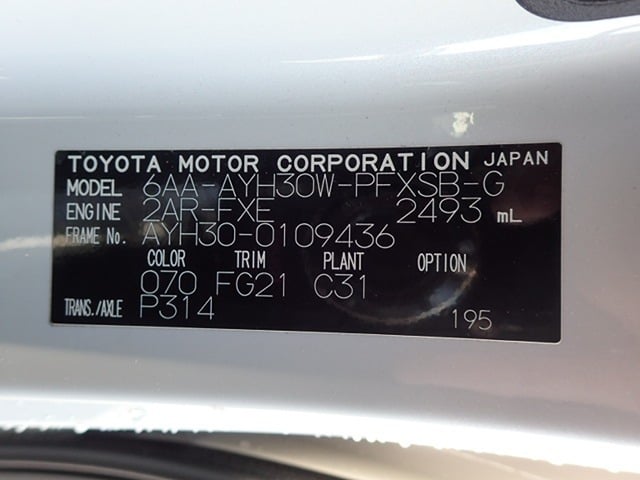 TOYOTA MOTOR CORPORATION JAPAN
MODEL 6AA-AYH30W-PFXSB-G
ENGINE 2AR-FXE 2493 mL
FRAME No. AYH30-0109436
COLOR TRIM PLANT OPTION
070 FG21 C31
TRANS./AXLE P314
195